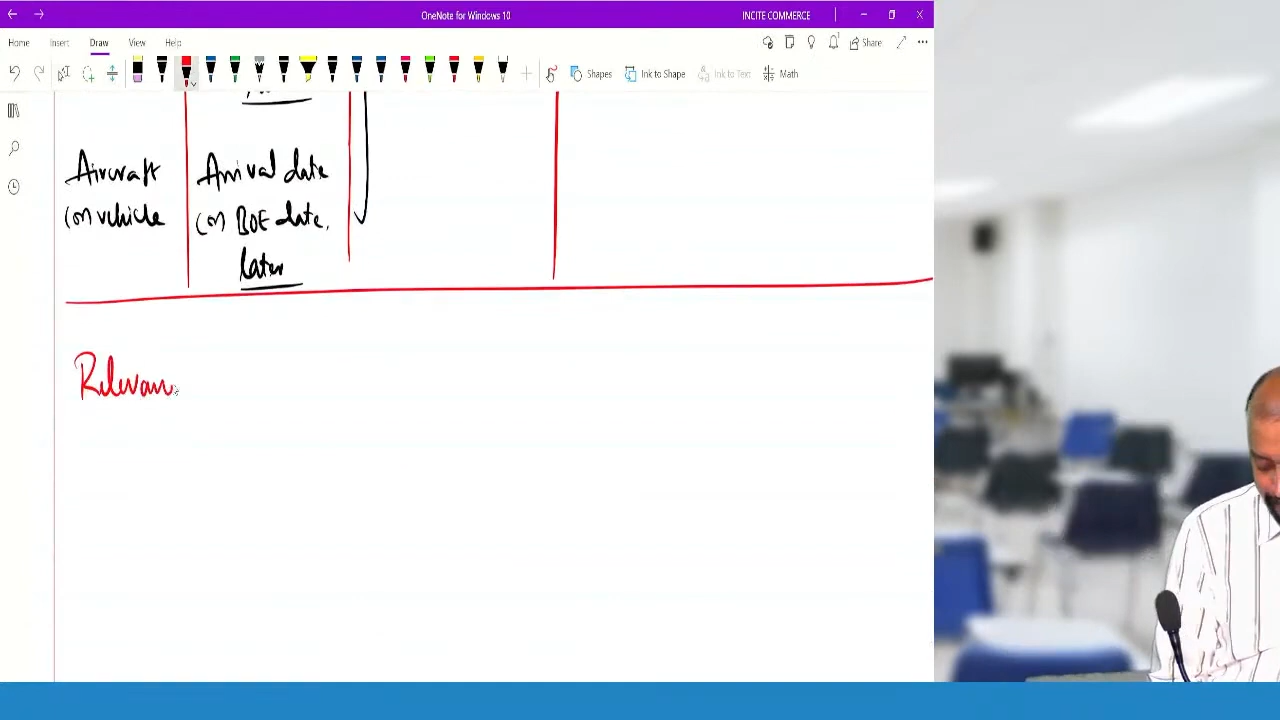 OneNote for Windows 10
INCITE COMMERCE
Home Insert Draw View Help
Share
Shapes Ink to Shape Ink to Text Math
Aircraft Arrival date
(or) vehicle (or) BOE date,
later
Relevan